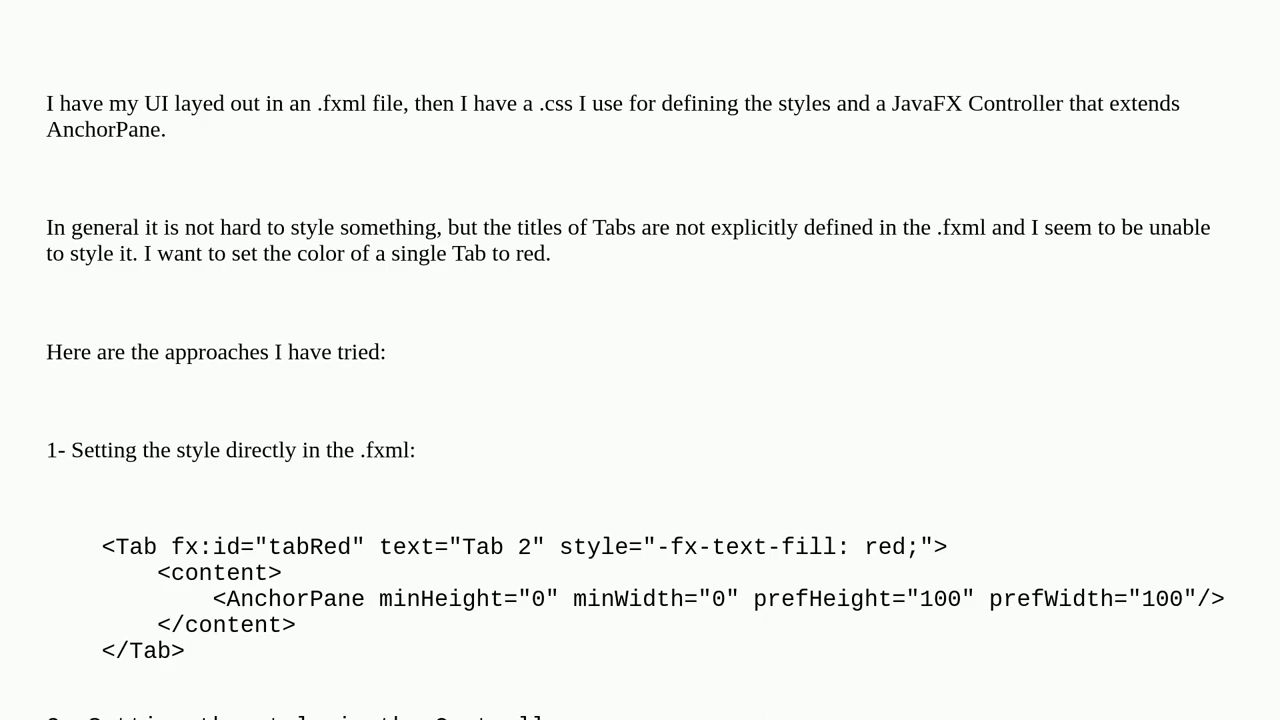 I have my UI layed out in an .fxml file, then I have a .css I use for defining the styles and a JavaFX Controller that extends
AnchorPane.
In general it is not hard to style something, but the titles of Tabs are not explicitly defined in the .fxml and I seem to be unable
to style it. I want to set the color of a single Tab to red.
Here are the approaches I have tried:
1- Setting the style directly in the .fxml:
<Tab fx:id="tabRed" text="Tab 2" style="-fx-text-fill: red;">
<content>
<AnchorPane minHeight="0" minWidth="0" prefHeight="100" prefWidth="100"/>
</content>
</Tab>